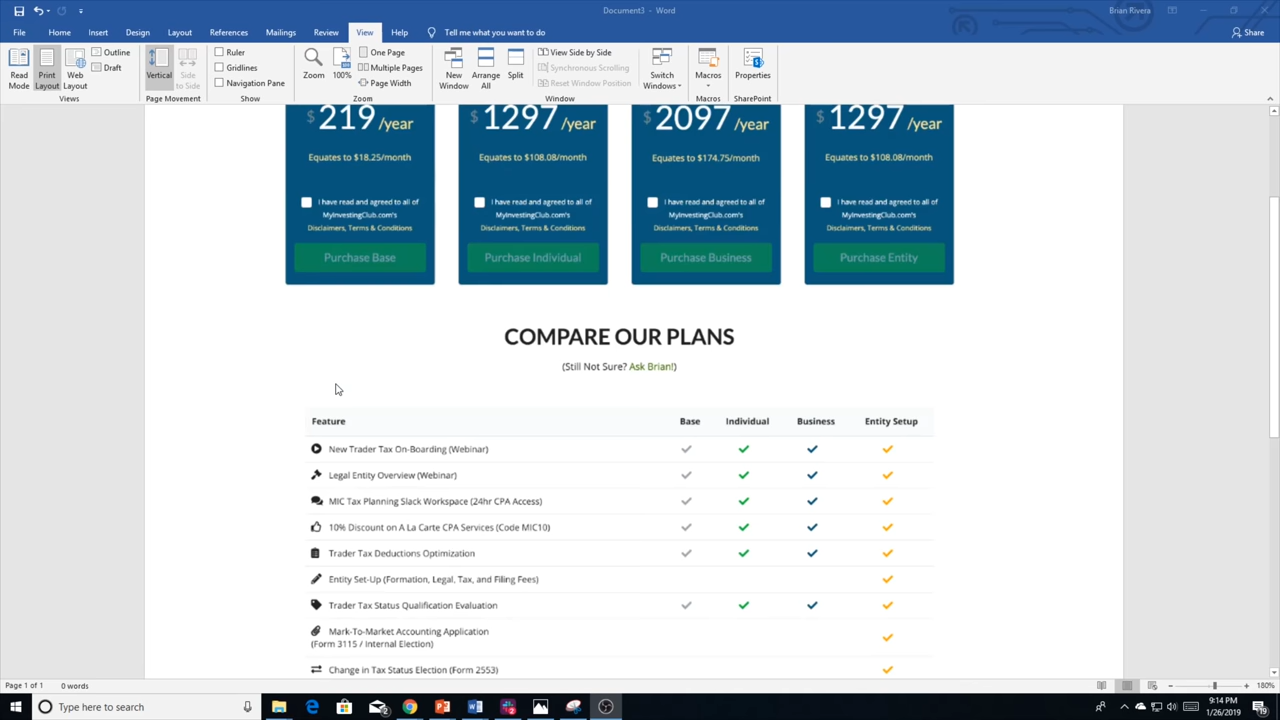 Document3 - Word
Brian Rivera
File Home Insert Design Layout References Mailings Review View Help Tell me what you want to do Share
Read Mode
Print Layout
Web Layout
Outline
Draft
Views
Vertical
Side to Side
Page Movement
Ruler
Gridlines
Navigation Pane
Show
Zoom
100%
One Page
Multiple Pages
Page Width
Zoom
New Window
Arrange All
Split
View Side by Side
Synchronous Scrolling
Reset Window Position
Window
Switch Windows
Macros
Macros
Properties
SharePoint
$219/year $1297/year $2097/year $1297/year
Equates to $18.25/month Equates to $108.08/month Equates to $174.75/month Equates to $108.08/month
I have read and agreed to all of I have read and agreed to all of I have read and agreed to all of I have read and agreed to all of
MyInvestingClub.com's MyInvestingClub.com's MyInvestingClub.com's MyInvestingClub.com's
Disclaimers, Terms & Conditions Disclaimers, Terms & Conditions Disclaimers, Terms & Conditions Disclaimers, Terms & Conditions
Purchase Base Purchase Individual Purchase Business Purchase Entity
COMPARE OUR PLANS
(Still Not Sure? Ask Brian!)
Feature Base Individual Business Entity Setup
New Trader Tax On-Boarding (Webinar)
Legal Entity Overview (Webinar)
MIC Tax Planning Slack Workspace (24hr CPA Access)
10% Discount on A La Carte CPA Services (Code MIC10)
Trader Tax Deductions Optimization
Entity Set-Up (Formation, Legal, Tax, and Filing Fees)
Trader Tax Status Qualification Evaluation
Mark-To-Market Accounting Application
(Form 3115 / Internal Election)
Change in Tax Status Election (Form 2553)
Page 1 of 1 0 words 180%
Type here to search
9:14 PM
1/26/2019